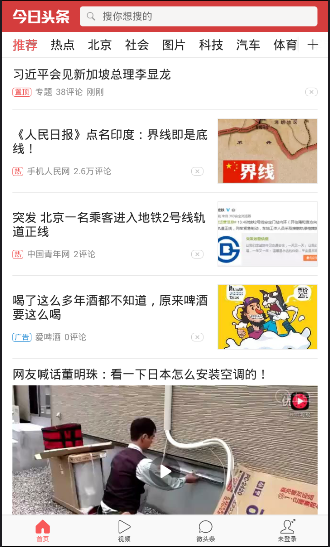 今日头条
搜你想搜的
推荐 热点 北京 社会 图片 科技 汽车 体育
习近平会见新加坡总理李显龙
置顶 专题 38评论 刚刚
《人民日报》点名印度：界线即是底
线！
热 手机人民网 2.6万评论
界线
突发 北京一名乘客进入地铁2号线轨
道正线
热 中国青年网 2评论
喝了这么多年酒都不知道，原来啤酒
要这么喝
广告 爱啤酒 0评论
网友喊话董明珠：看一下日本怎么安装空调的！
首页 视频 微头条 未登录